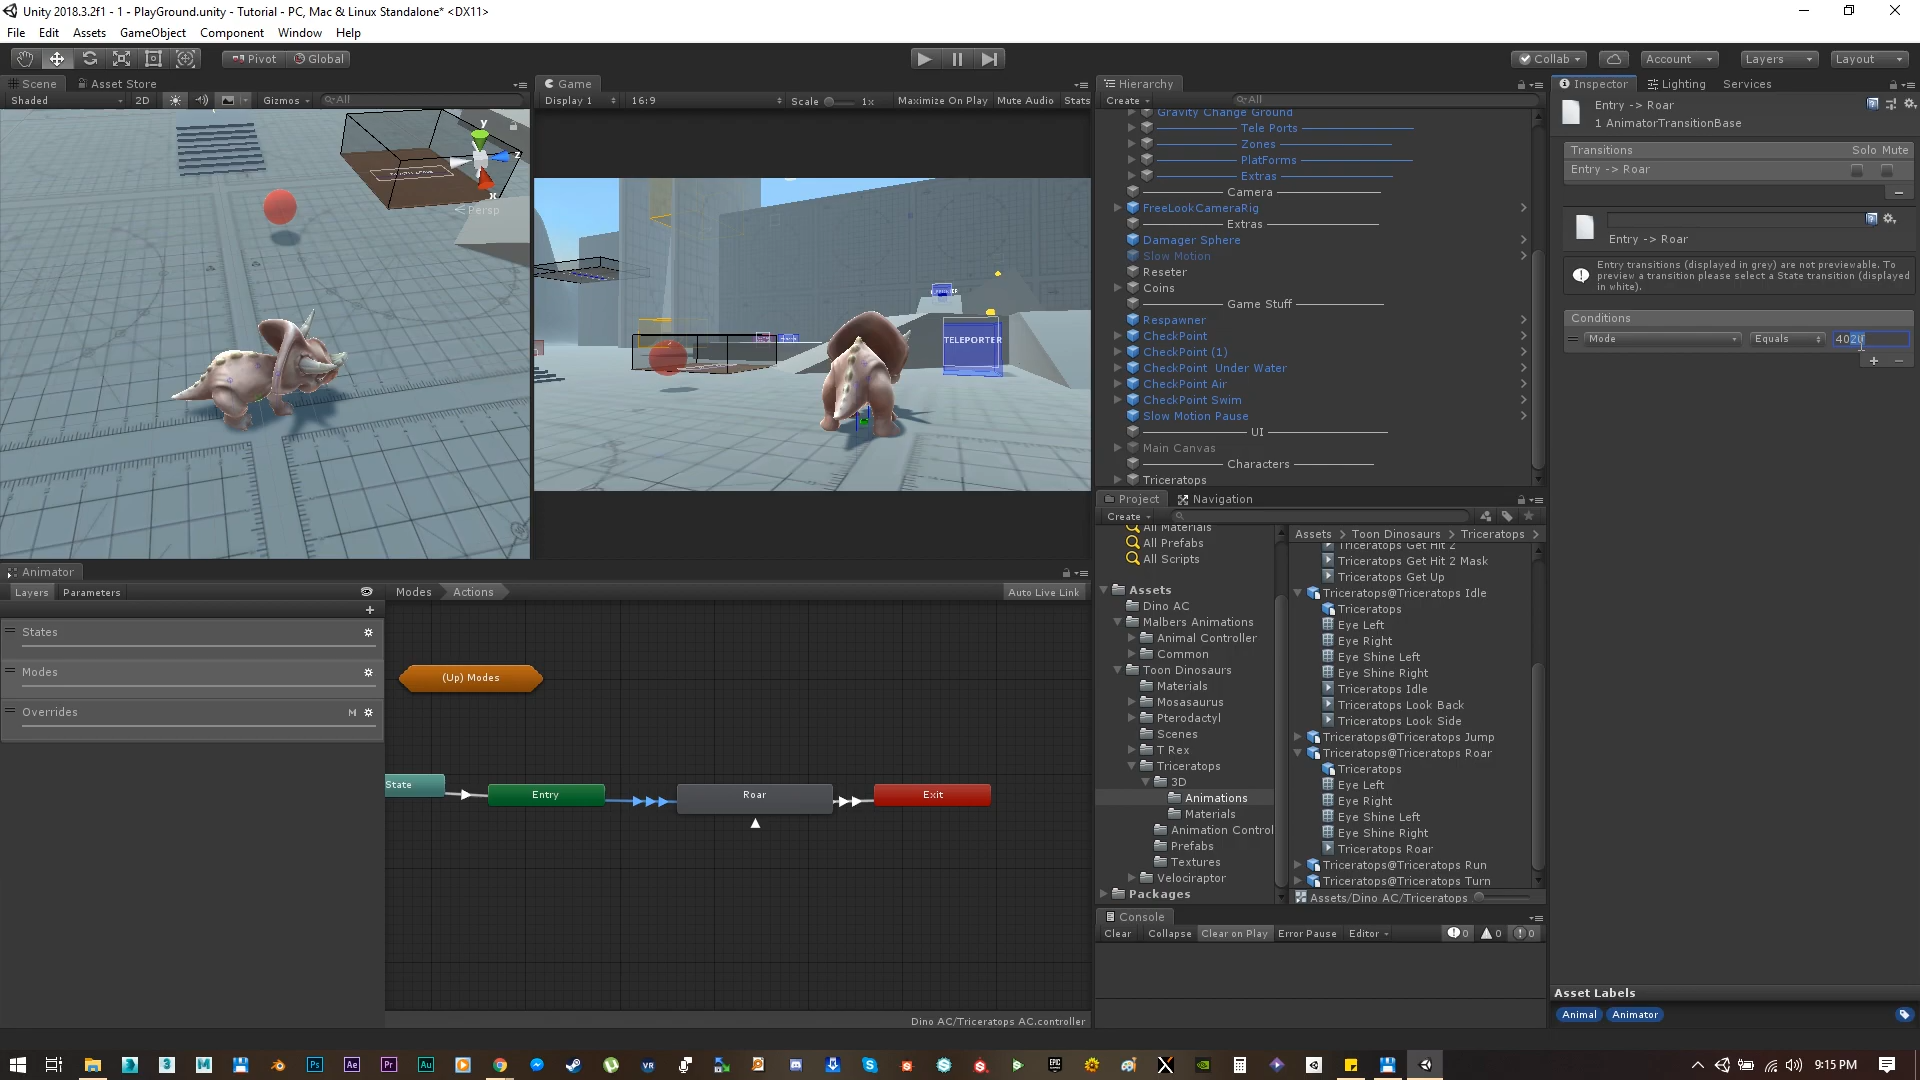 Unity 2018.3.2f1 - 1 - PlayGround.unity - Tutorial - PC, Mac & Linux Standalone* <DX11>
File Edit Assets GameObject Component Window Help
Pivot Global Collab Account Layers Layout
Scene Asset Store
Shaded 2D Gizmos All
y
z
x
Persp
Game
Display 1 16:9 Scale 1x Maximize On Play Mute Audio Stats
TELEPORTER
Hierarchy
Create All
Gravity Change Ground
Tele Ports
Zones
PlatForms
Extras
Camera
FreeLookCameraRig
Extras
Damager Sphere
Slow Motion
Reseter
Coins
Game Stuff
Respawner
CheckPoint
CheckPoint (1)
CheckPoint Under Water
CheckPoint Air
CheckPoint Swim
Slow Motion Pause
UI
Main Canvas
Characters
Triceratops
Inspector Lighting Services
Entry -> Roar
1 AnimatorTransitionBase
Transitions Solo Mute
Entry -> Roar
Entry -> Roar
Entry transitions (displayed in grey) are not previewable. To
preview a transition please select a State transition (displayed
in white).
Conditions
Mode Equals 4020
Asset Labels
Animal Animator
Animator
Layers Parameters
Modes Actions Auto Live Link
States
Modes
Overrides M
(Up) Modes
State
Entry
Roar
Exit
Dino AC/Triceratops AC.controller
Project Navigation
Create
All Materials
All Prefabs
All Scripts
Assets
Dino AC
Malbers Animations
Animal Controller
Common
Toon Dinosaurs
Materials
Mosasaurus
Pterodactyl
Scenes
T Rex
Triceratops
3D
Animations
Materials
Animation Control
Prefabs
Textures
Velociraptor
Packages
Assets > Toon Dinosaurs > Triceratops >
Triceratops Get Hit 2
Triceratops Get Hit 2 Mask
Triceratops Get Up
Triceratops@Triceratops Idle
Triceratops
Eye Left
Eye Right
Eye Shine Left
Eye Shine Right
Triceratops Idle
Triceratops Look Back
Triceratops Look Side
Triceratops@Triceratops Jump
Triceratops@Triceratops Roar
Triceratops
Eye Left
Eye Right
Eye Shine Left
Eye Shine Right
Triceratops Roar
Triceratops@Triceratops Run
Triceratops@Triceratops Turn
Assets/Dino AC/Triceratops
Console
Clear Collapse Clear on Play Error Pause Editor 0 0 0
9:15 PM